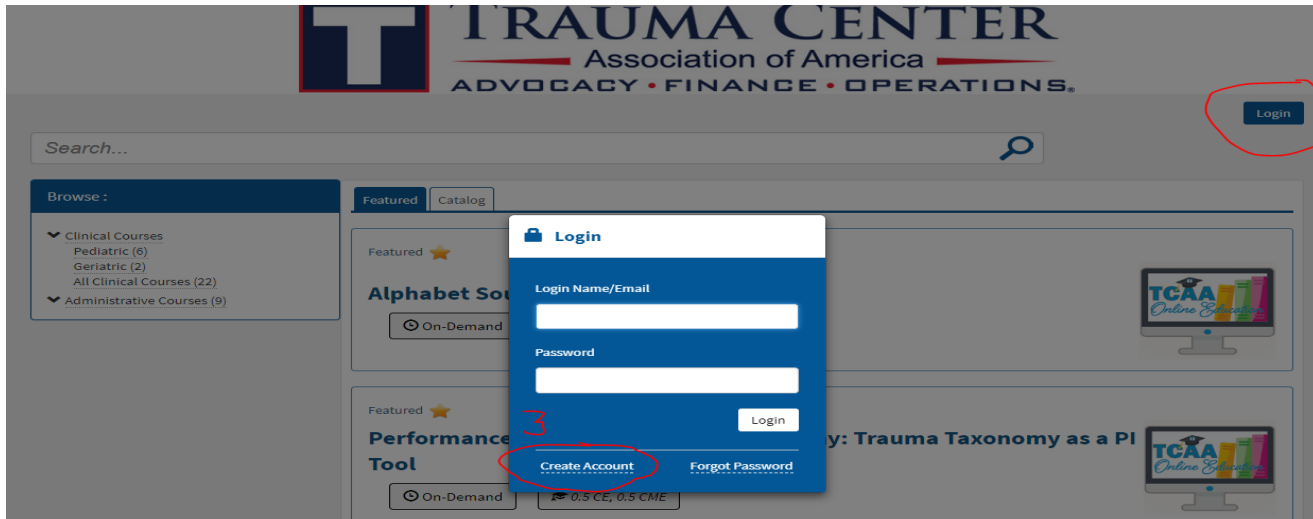 TRAUMA CENTER
Association of America
ADVOCACY • FINANCE • OPERATIONS®
Login
Search...
Browse :
Clinical Courses
Pediatric (6)
Geriatric (2)
All Clinical Courses (22)
Administrative Courses (9)
Featured Catalog
Featured
Alphabet Sou
On-Demand
TCAA
Online Education
Login
Login Name/Email
Password
Login
3
Create Account Forgot Password
Featured
Performance y: Trauma Taxonomy as a PI
Tool
On-Demand 0.5 CE, 0.5 CME
TCAA
Online Education